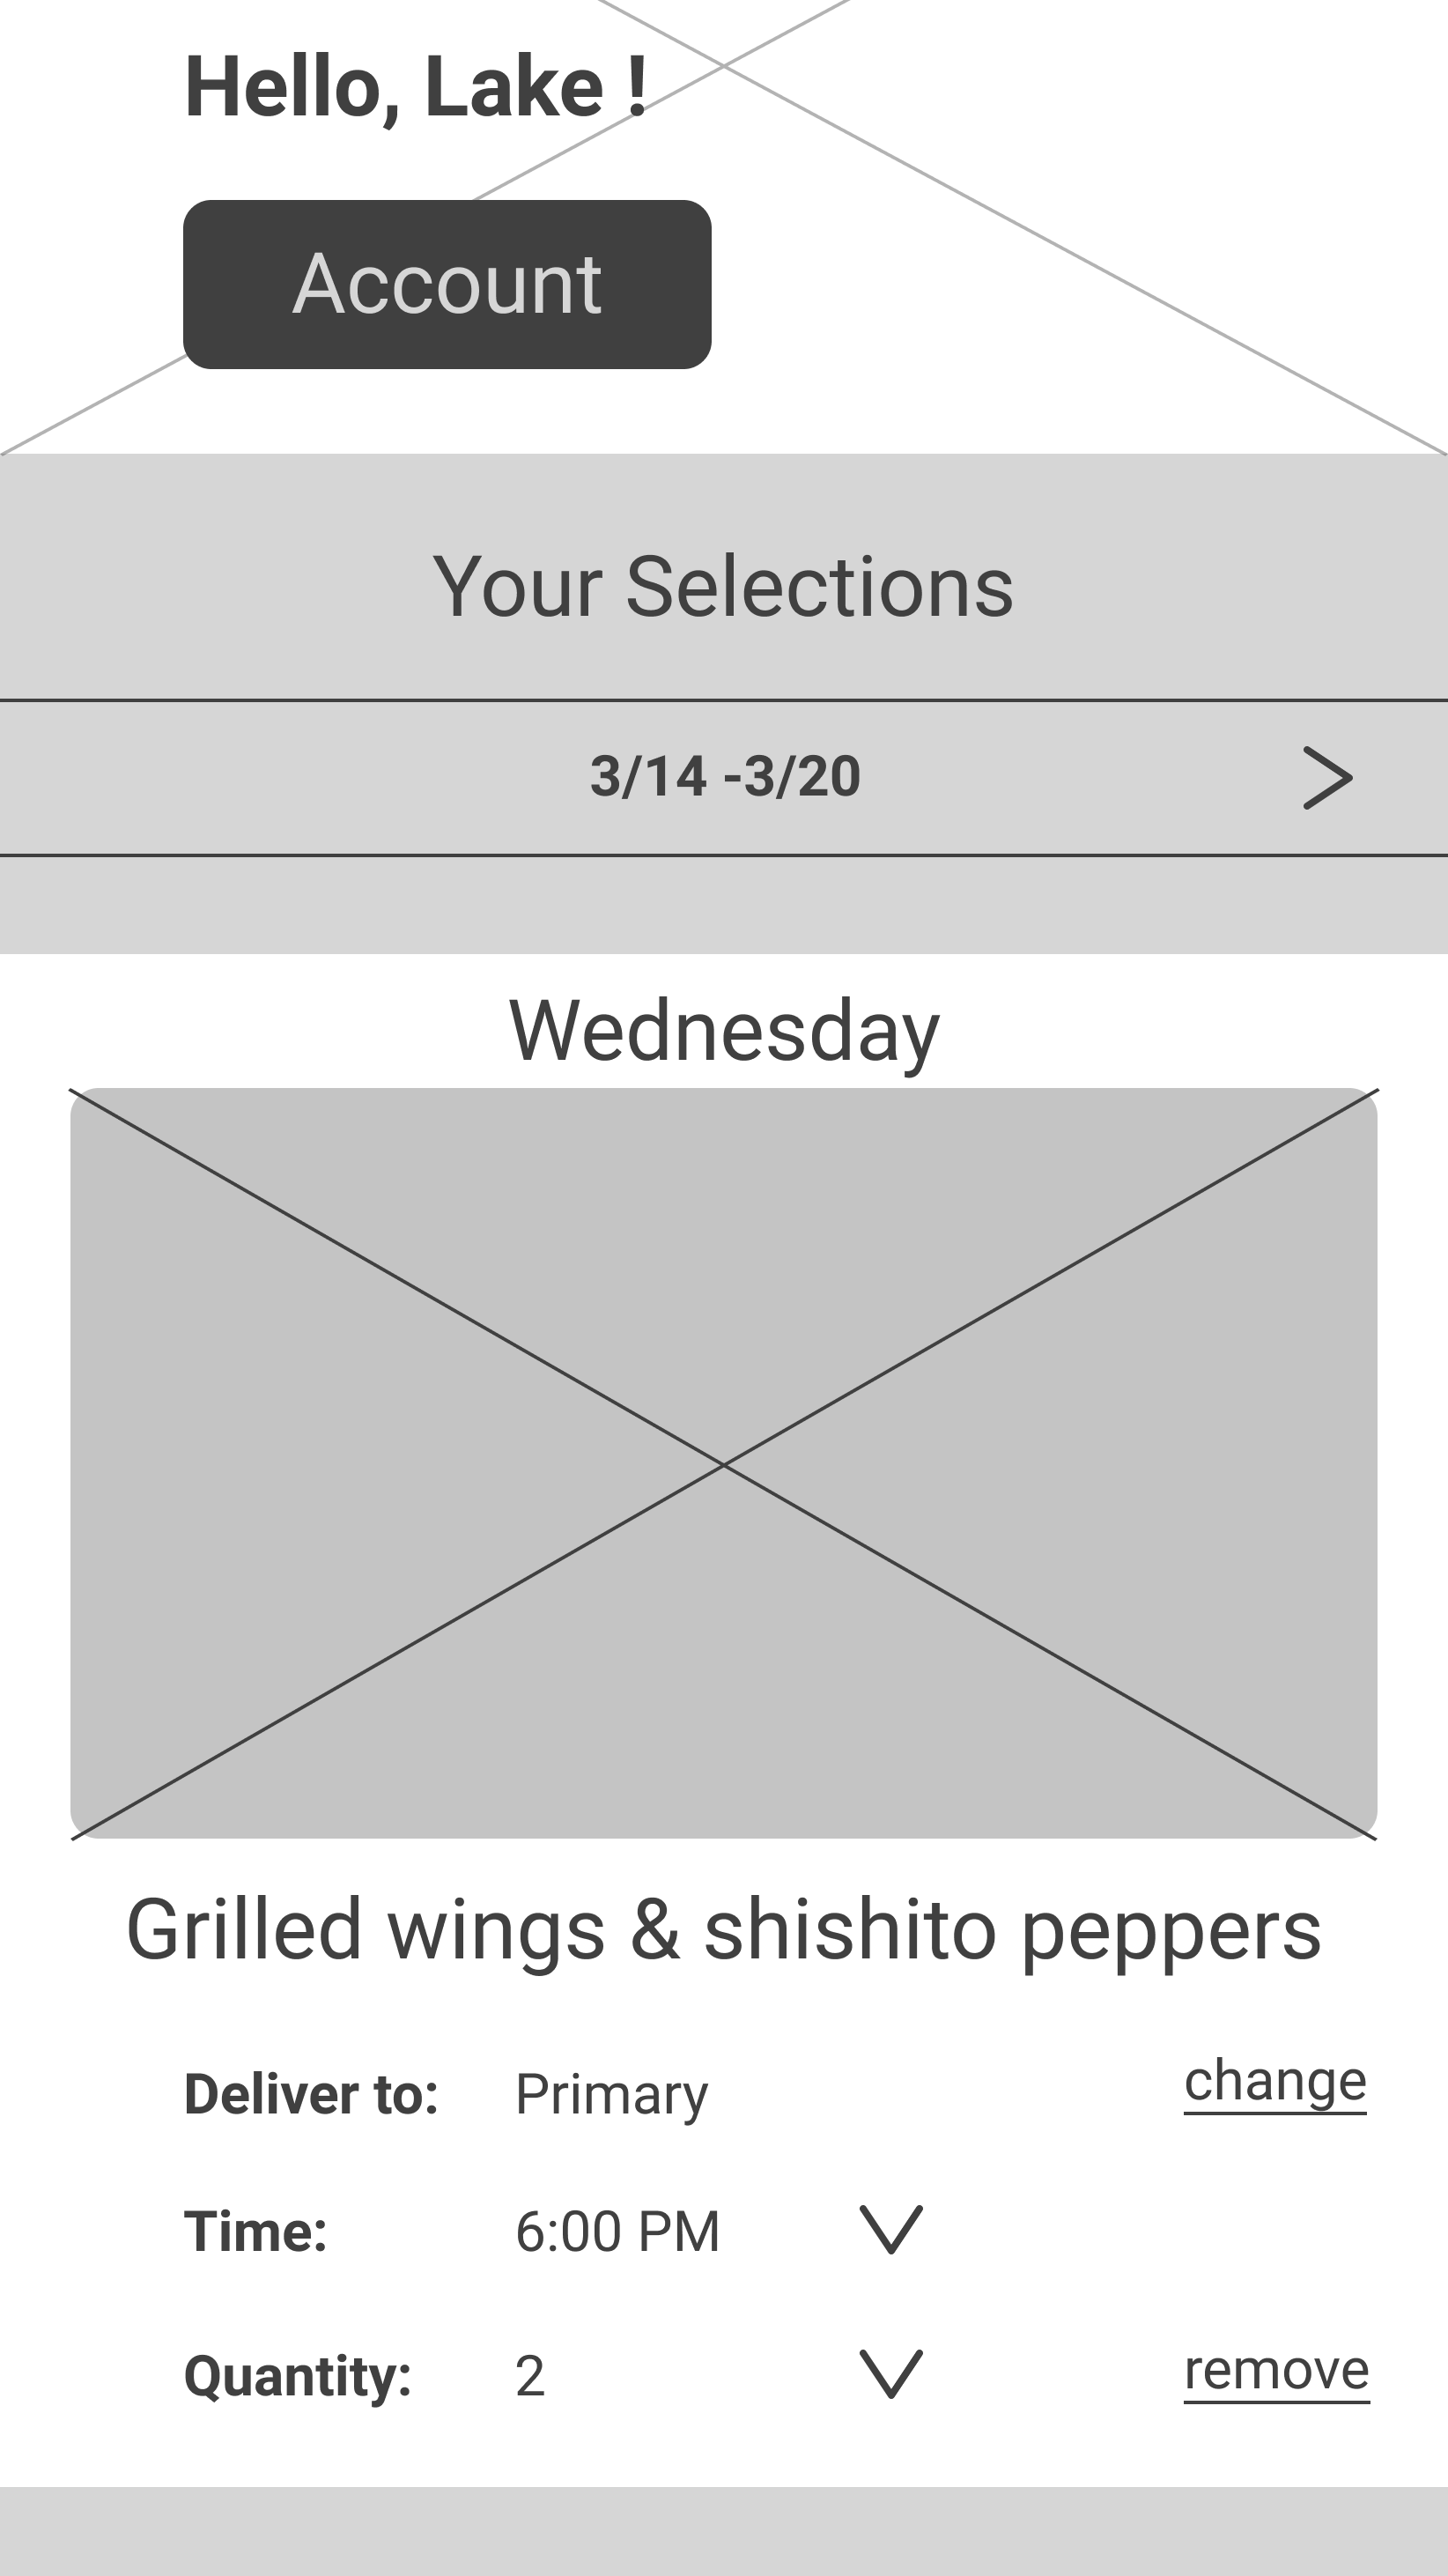 Hello, Lake !
Account
Your Selections
3/14 -3/20
Wednesday
Grilled wings & shishito peppers
Deliver to: Primary change
Time: 6:00 PM
Quantity: 2 remove